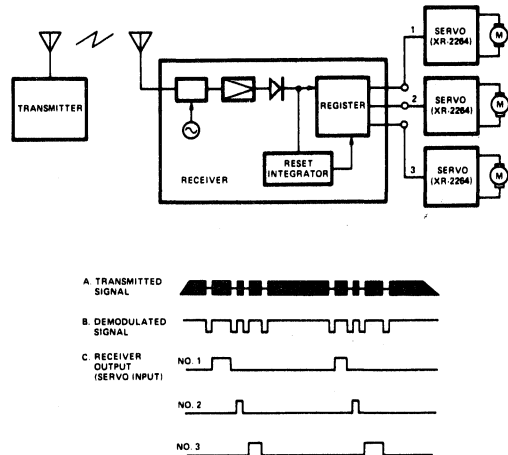 1
SERVO
(XR-2264)
M
TRANSMITTER
REGISTER
2
SERVO
(XR-2264)
M
RESET
INTEGRATOR
RECEIVER
3
SERVO
(XR-2264)
M
A. TRANSMITTED
SIGNAL
B. DEMODULATED
SIGNAL
C. RECEIVER
OUTPUT
(SERVO INPUT)
NO. 1
NO. 2
NO. 3